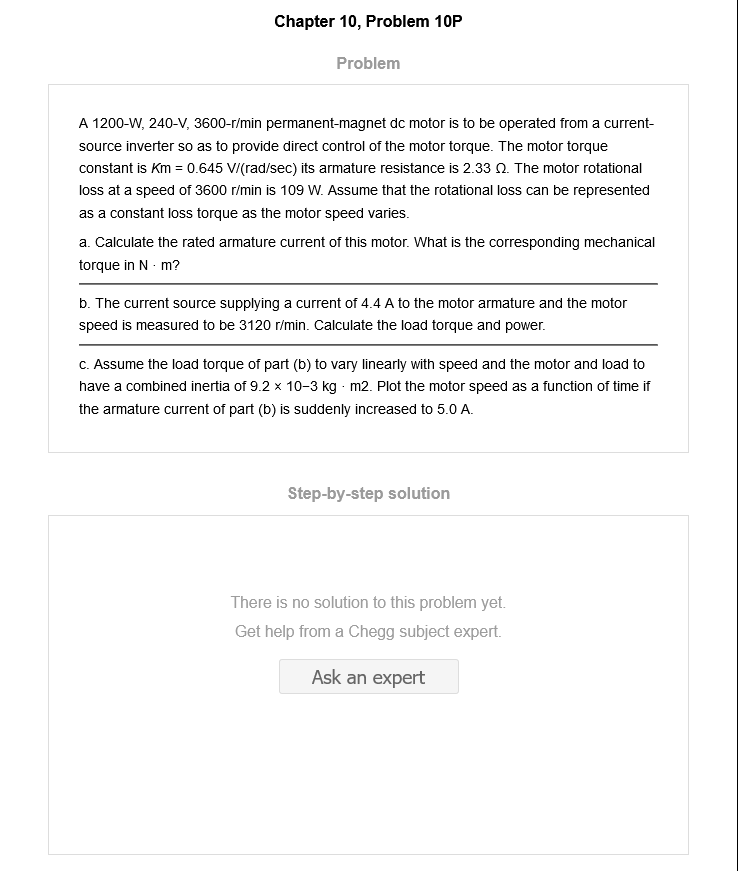 Chapter 10, Problem 10P
Problem
A 1200-W, 240-V, 3600-r/min permanent-magnet dc motor is to be operated from a current-
source inverter so as to provide direct control of the motor torque. The motor torque
constant is Km = 0.645 V/(rad/sec) its armature resistance is 2.33 Ω. The motor rotational
loss at a speed of 3600 r/min is 109 W. Assume that the rotational loss can be represented
as a constant loss torque as the motor speed varies.
a. Calculate the rated armature current of this motor. What is the corresponding mechanical
torque in N · m?
b. The current source supplying a current of 4.4 A to the motor armature and the motor
speed is measured to be 3120 r/min. Calculate the load torque and power.
c. Assume the load torque of part (b) to vary linearly with speed and the motor and load to
have a combined inertia of 9.2 × 10−3 kg · m2. Plot the motor speed as a function of time if
the armature current of part (b) is suddenly increased to 5.0 A.
Step-by-step solution
There is no solution to this problem yet.
Get help from a Chegg subject expert.
Ask an expert